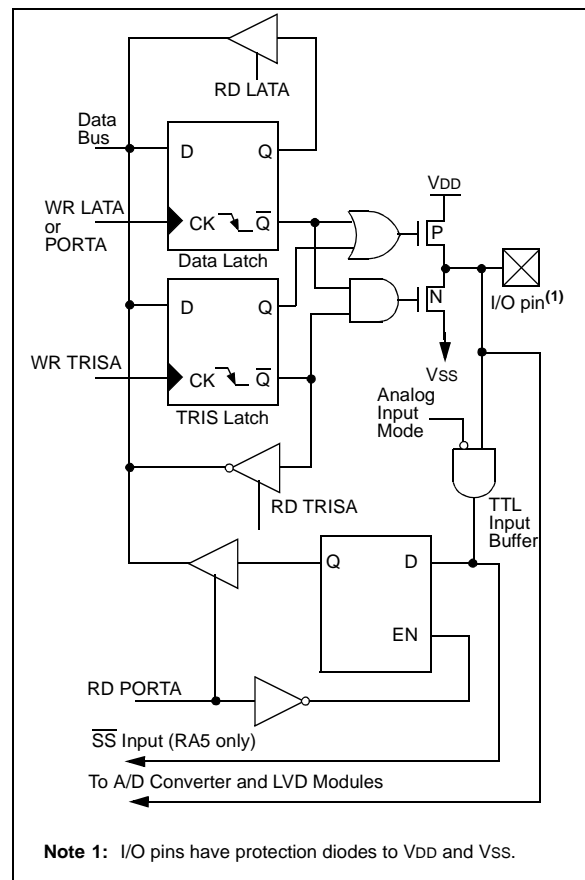 RD LATA
Data
Bus
D Q
WR LATA
or
PORTA
CK Q̅
Data Latch
VDD
P
I/O pin(1)
N
VSS
D Q
WR TRISA
CK Q̅
TRIS Latch
Analog
Input
Mode
TTL
Input
Buffer
RD TRISA
Q D
EN
RD PORTA
S̅S̅ Input (RA5 only)
To A/D Converter and LVD Modules
Note 1: I/O pins have protection diodes to VDD and VSS.